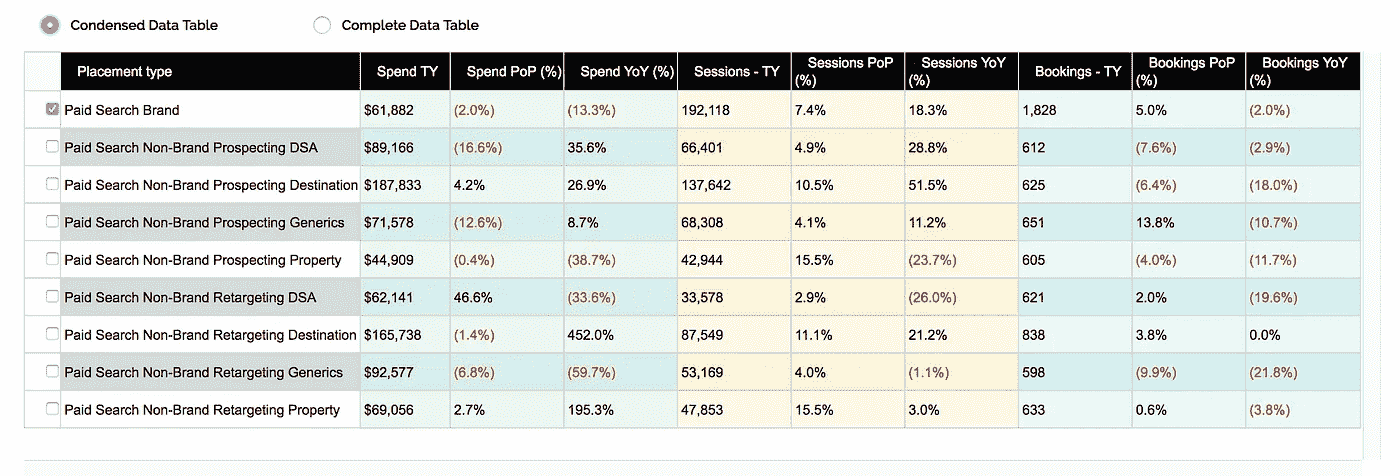 Condensed Data Table Complete Data Table
Placement type Spend TY Spend PoP (%) Spend YoY (%) Sessions - TY Sessions PoP (%) Sessions YoY (%) Bookings - TY Bookings PoP (%) Bookings YoY (%)
Paid Search Brand $61,882 (2.0%) (13.3%) 192,118 7.4% 18.3% 1,828 5.0% (2.0%)
Paid Search Non-Brand Prospecting DSA $89,166 (16.6%) 35.6% 66,401 4.9% 28.8% 612 (7.6%) (2.9%)
Paid Search Non-Brand Prospecting Destination $187,833 4.2% 26.9% 137,642 10.5% 51.5% 625 (6.4%) (18.0%)
Paid Search Non-Brand Prospecting Generics $71,578 (12.6%) 8.7% 68,308 4.1% 11.2% 651 13.8% (10.7%)
Paid Search Non-Brand Prospecting Property $44,909 (0.4%) (38.7%) 42,944 15.5% (23.7%) 605 (4.0%) (11.7%)
Paid Search Non-Brand Retargeting DSA $62,141 46.6% (33.6%) 33,578 2.9% (26.0%) 621 2.0% (19.6%)
Paid Search Non-Brand Retargeting Destination $165,738 (1.4%) 452.0% 87,549 11.1% 21.2% 838 3.8% 0.0%
Paid Search Non-Brand Retargeting Generics $92,577 (6.8%) (59.7%) 53,169 4.0% (1.1%) 598 (9.9%) (21.8%)
Paid Search Non-Brand Retargeting Property $69,056 2.7% 195.3% 47,853 15.5% 3.0% 633 0.6% (3.8%)